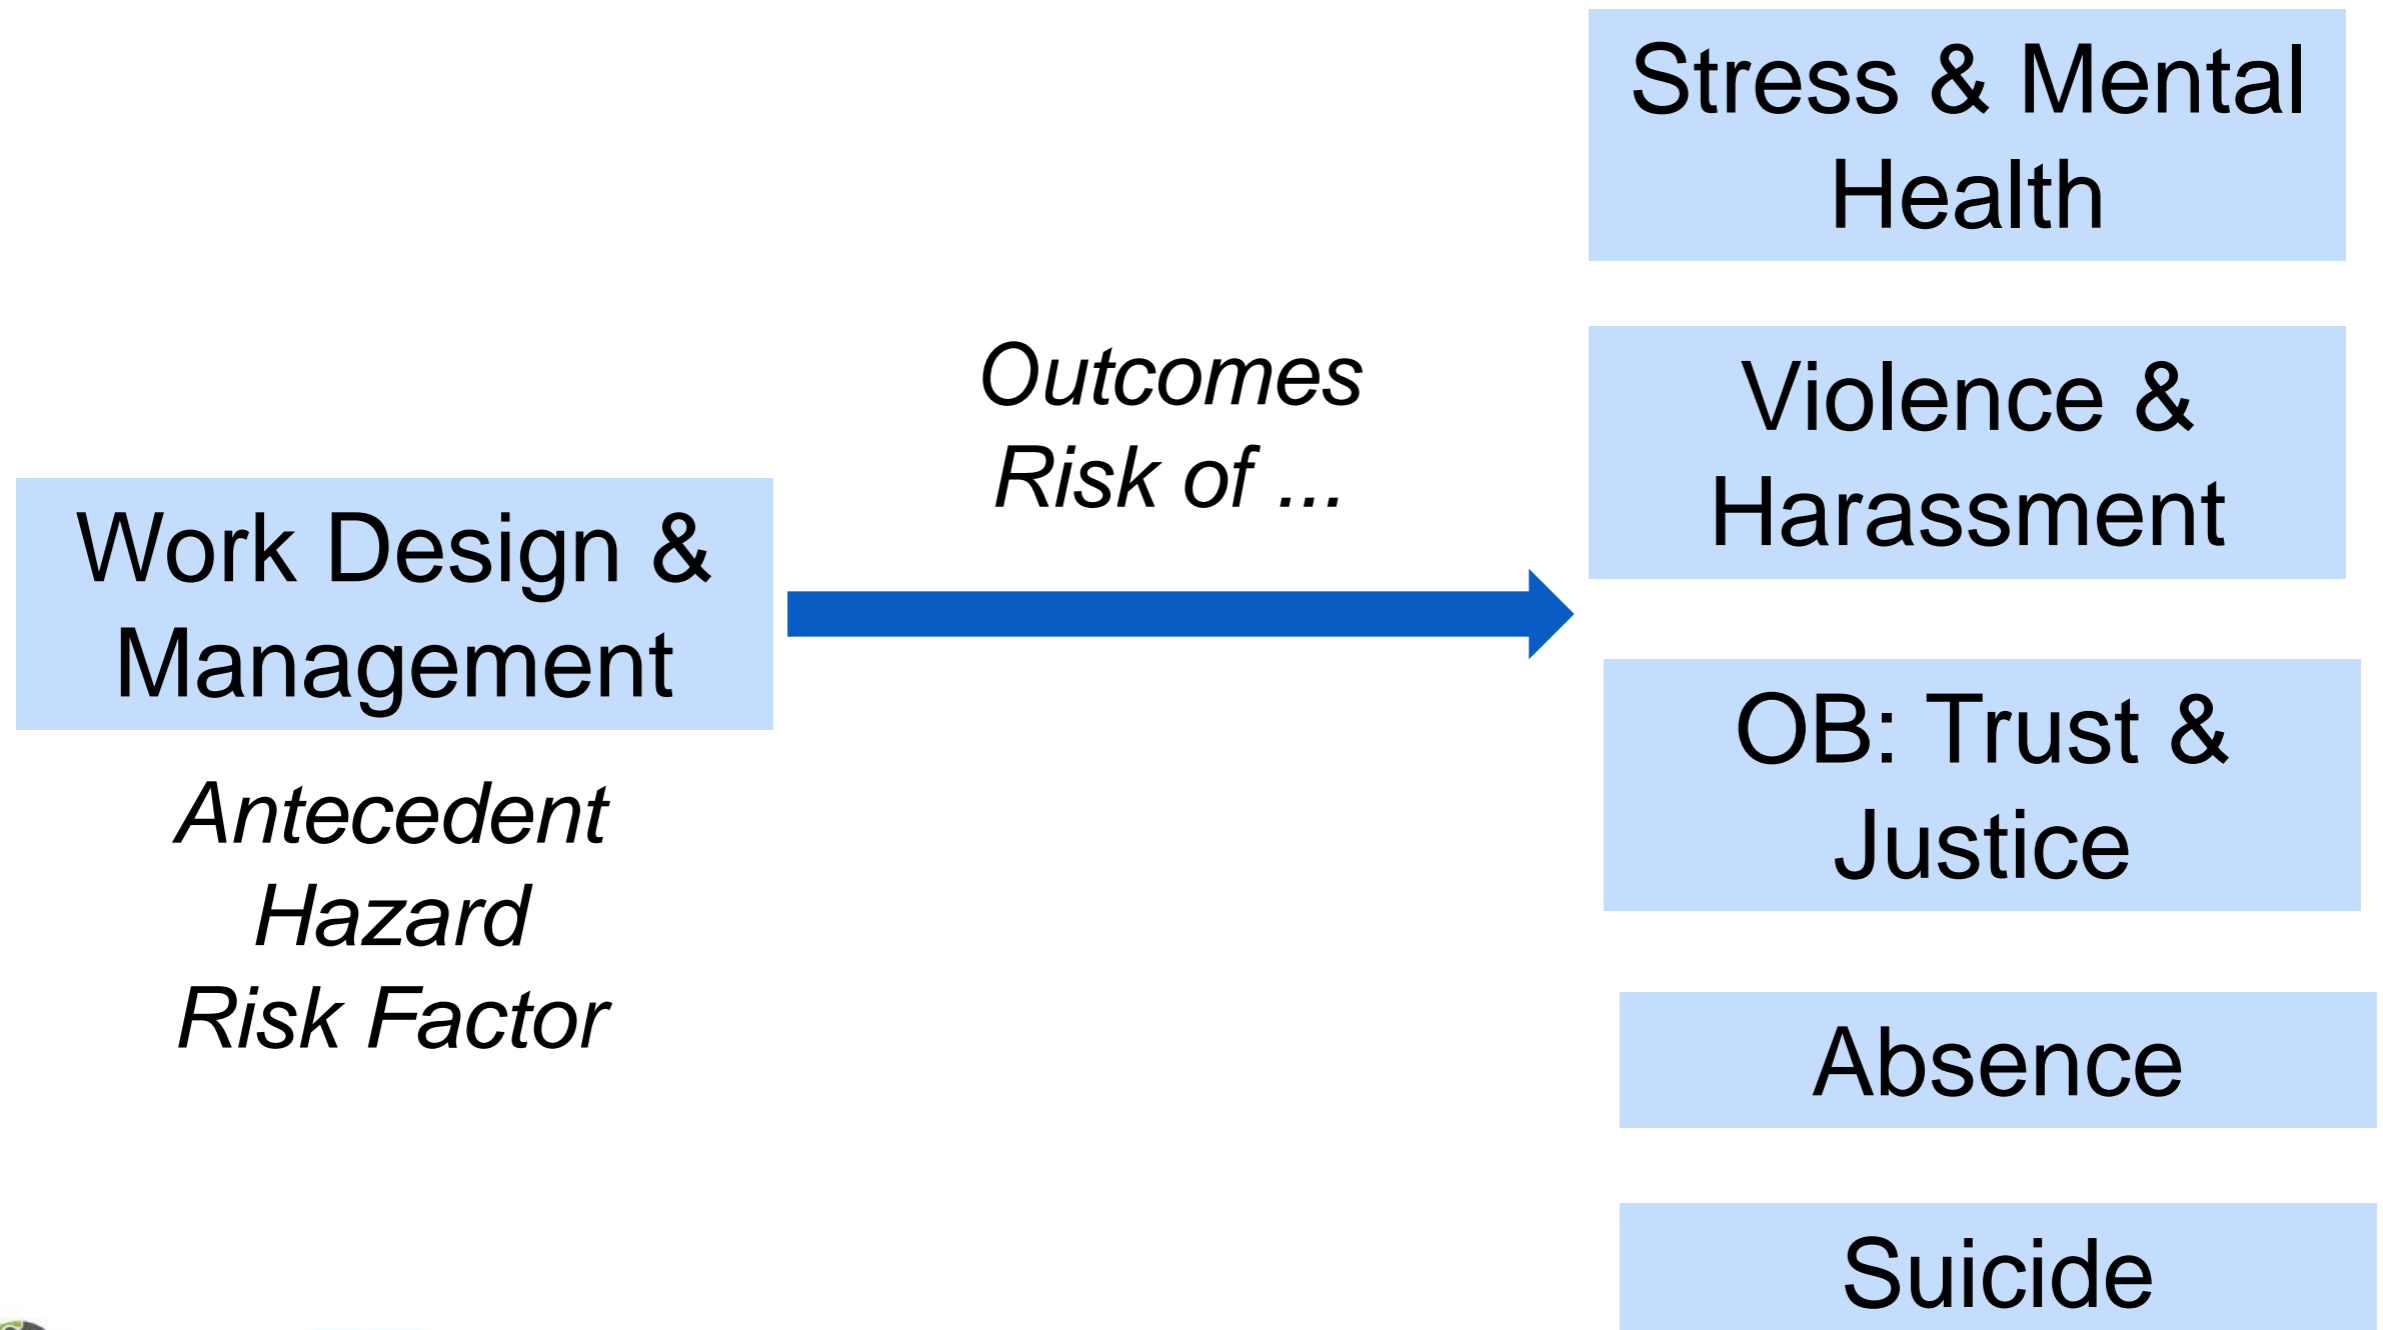 Work Design &
Management
Antecedent
Hazard
Risk Factor
Outcomes
Risk of ...
Stress & Mental
Health
Violence &
Harassment
OB: Trust &
Justice
Absence
Suicide